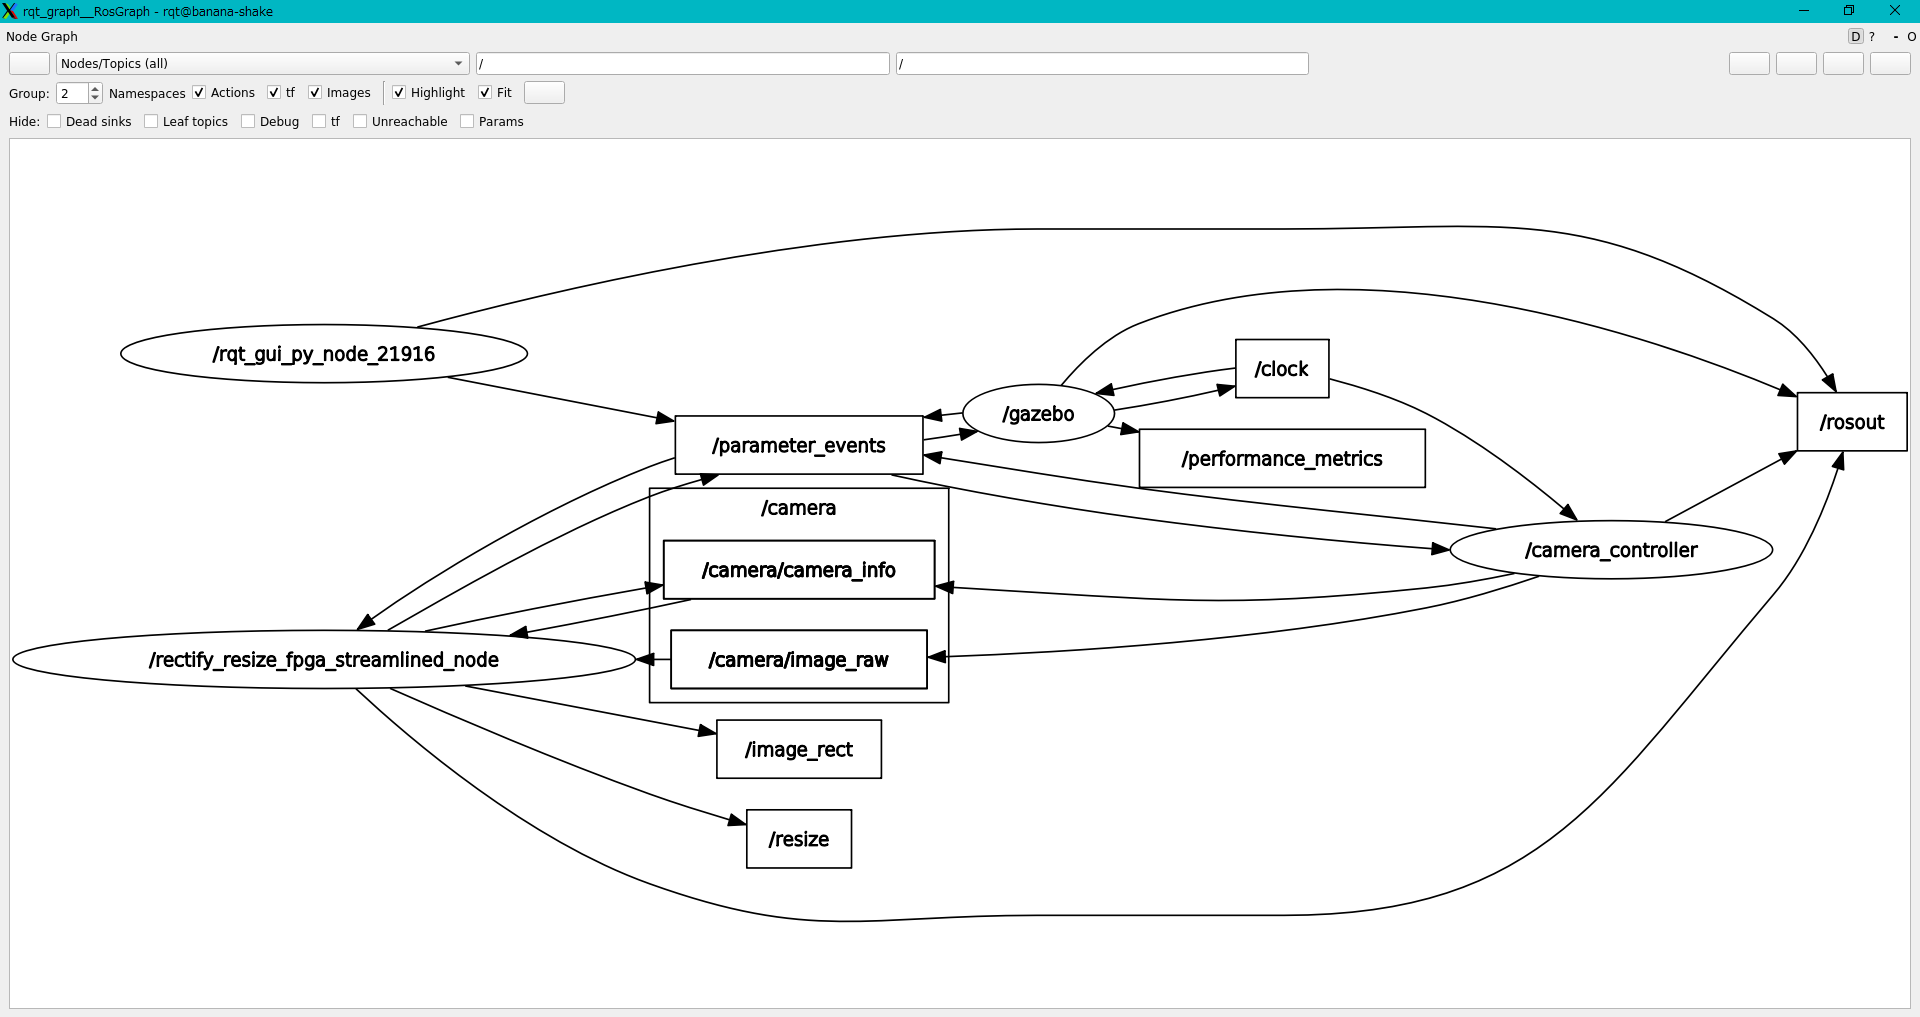 rqt_graph__RosGraph - rqt@banana-shake
Node Graph
D ? - O
Nodes/Topics (all) / /
Group: 2 Namespaces Actions tf Images Highlight Fit
Hide: Dead sinks Leaf topics Debug tf Unreachable Params
/rqt_gui_py_node_21916
/clock
/gazebo
/rosout
/parameter_events
/performance_metrics
/camera
/camera_controller
/camera/camera_info
/rectify_resize_fpga_streamlined_node
/camera/image_raw
/image_rect
/resize